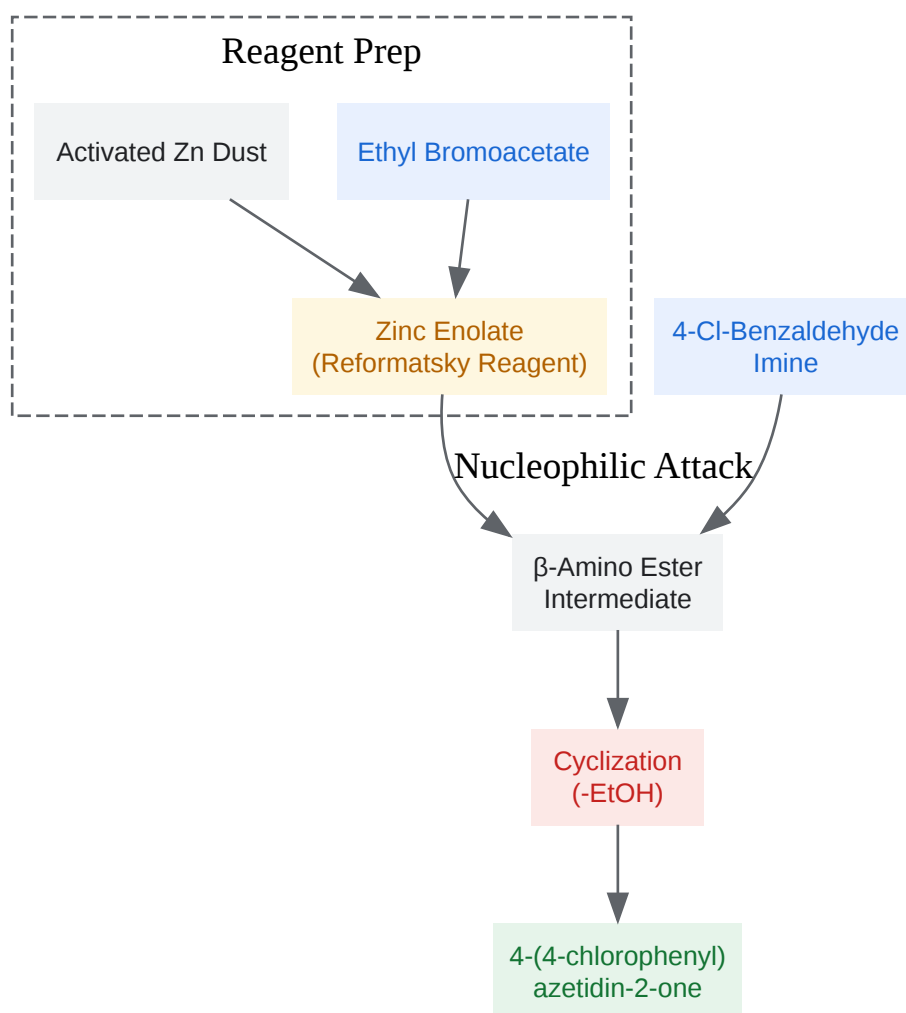 Reagent Prep
Activated Zn Dust
Ethyl Bromoacetate
Zinc Enolate
(Reformatsky Reagent)
4-Cl-Benzaldehyde
Imine
Nucleophilic Attack
β-Amino Ester
Intermediate
Cyclization
(-EtOH)
4-(4-chlorophenyl)
azetidin-2-one